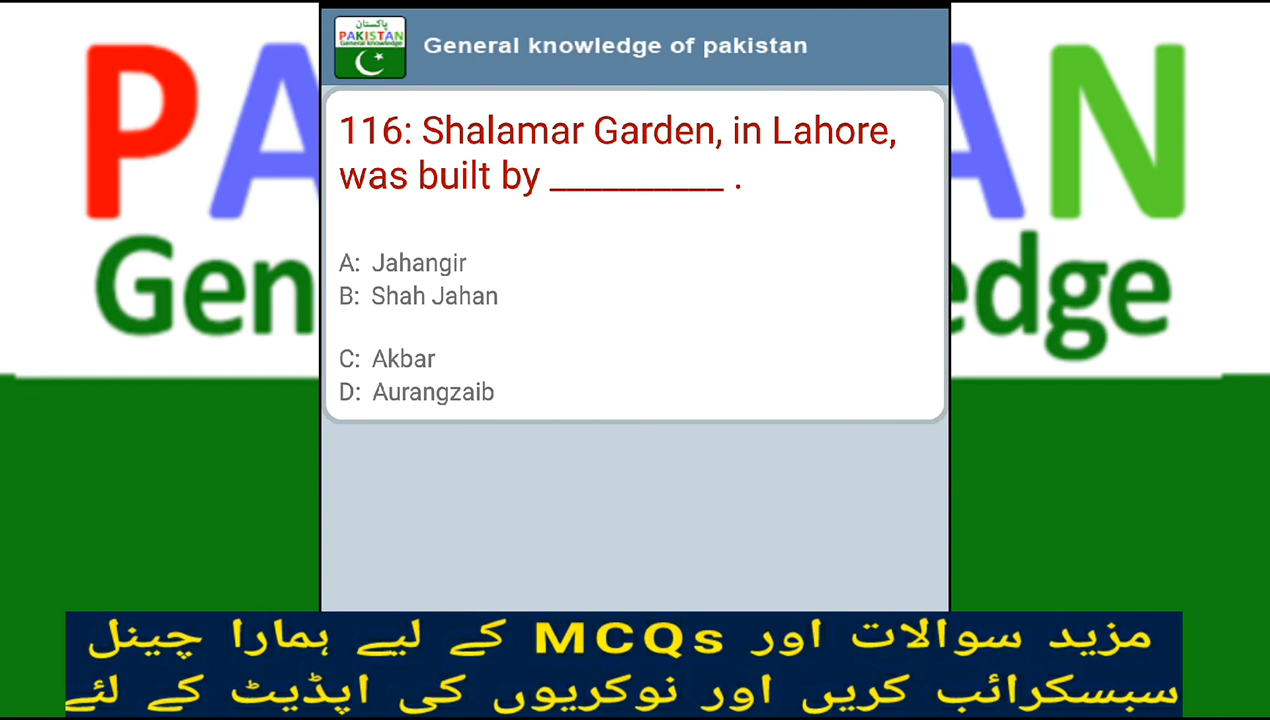 پاکستان
PAKISTAN
General knowledge
General knowledge of pakistan
116: Shalamar Garden, in Lahore,
was built by __________ .
A: Jahangir
B: Shah Jahan
C: Akbar
D: Aurangzaib
PA
AN
Gen
edge
مزید سوالات اور MCQs کے لیے ہمارا چینل
سبسکرائب کریں اور نوکریوں کی اپڈیٹ کے لئے